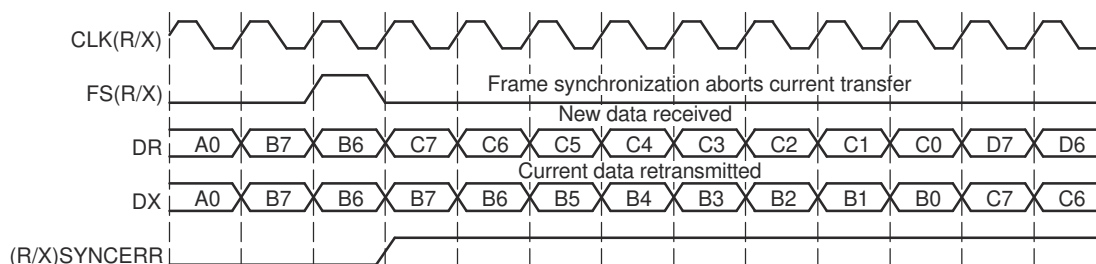 CLK(R/X)
FS(R/X)
Frame synchronization aborts current transfer
New data received
DR A0 B7 B6 C7 C6 C5 C4 C3 C2 C1 C0 D7 D6
Current data retransmitted
DX A0 B7 B6 B7 B6 B5 B4 B3 B2 B1 B0 C7 C6
(R/X)SYNCERR